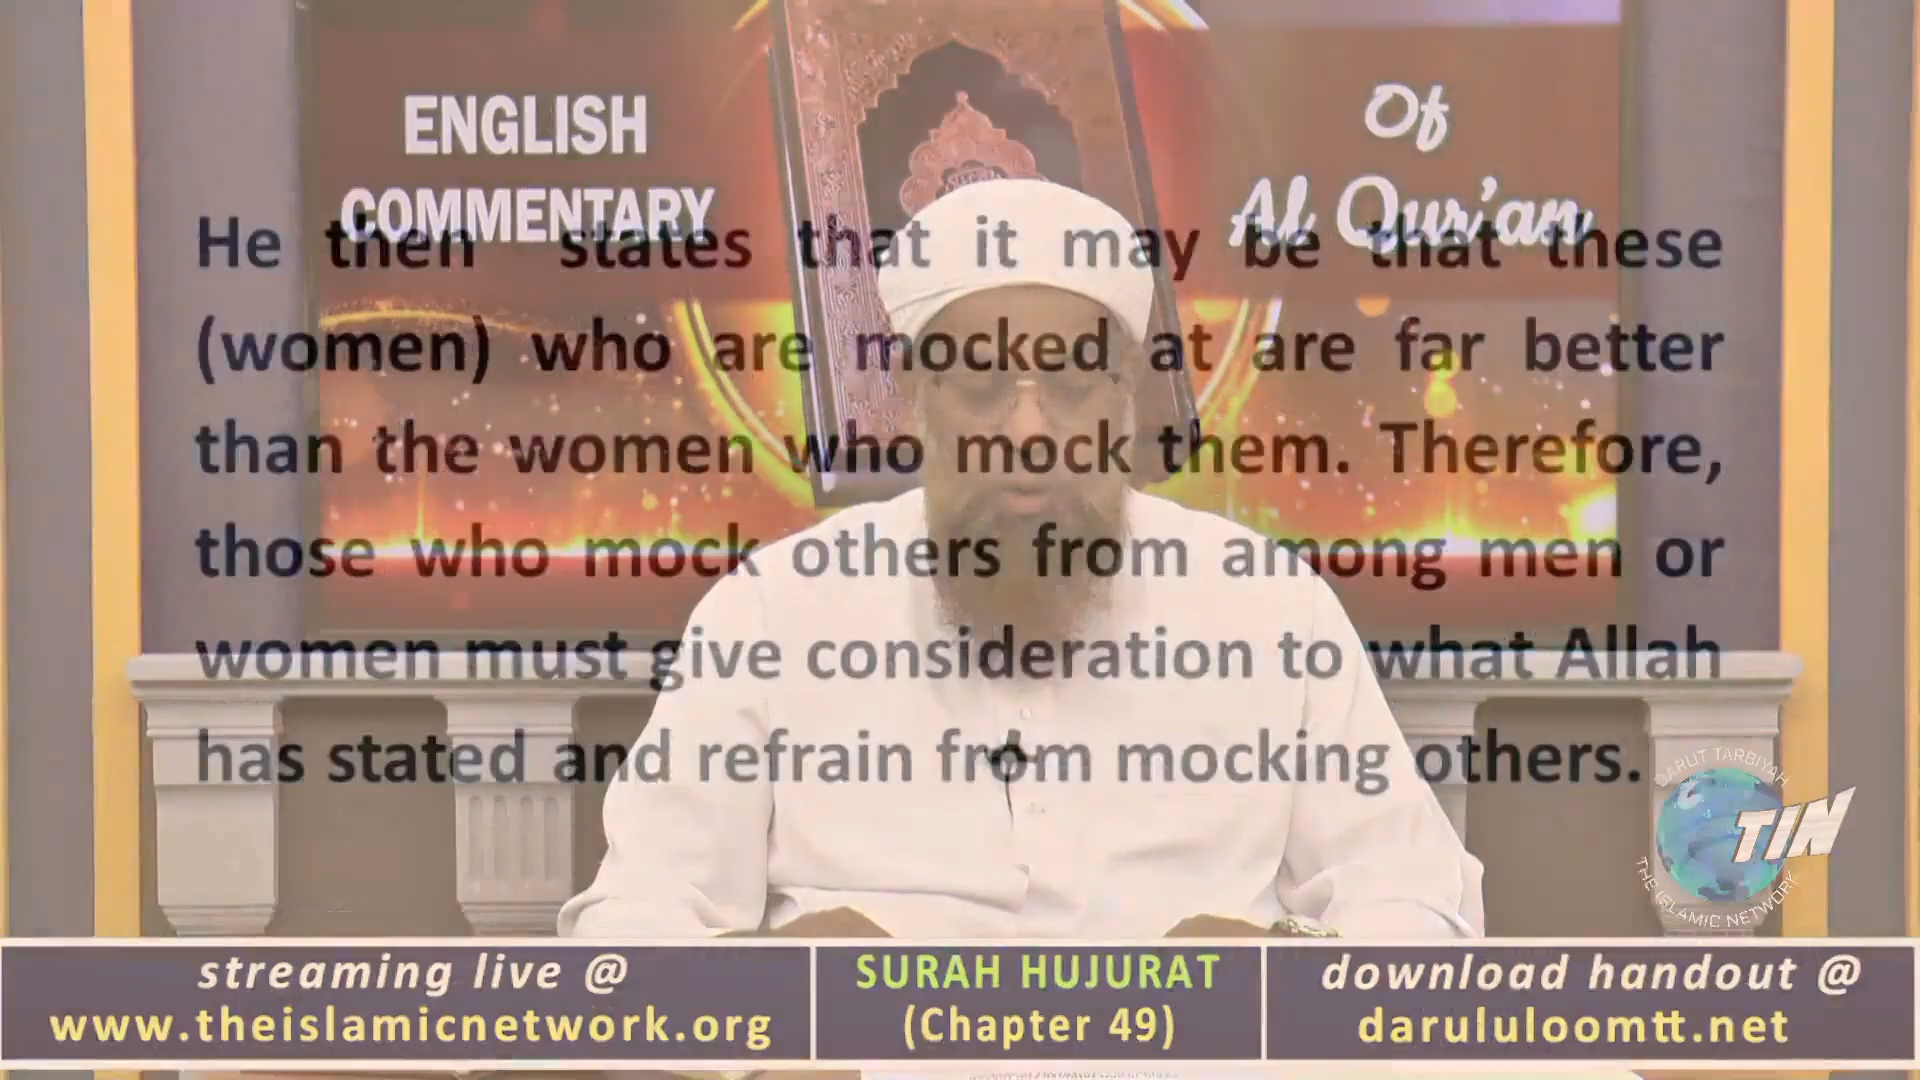 ENGLISH
COMMENTARY
Of
Al Qur'an
He then states that it may be that these
(women) who are mocked at are far better
than the women who mock them. Therefore,
those who mock others from among men or
women must give consideration to what Allah
has stated and refrain from mocking others.
DARUT TARBIYAH
TIN
THE ISLAMIC NETWORK
streaming live @
www.theislamicnetwork.org
SURAH HUJURAT
(Chapter 49)
download handout @
darululoomtt.net